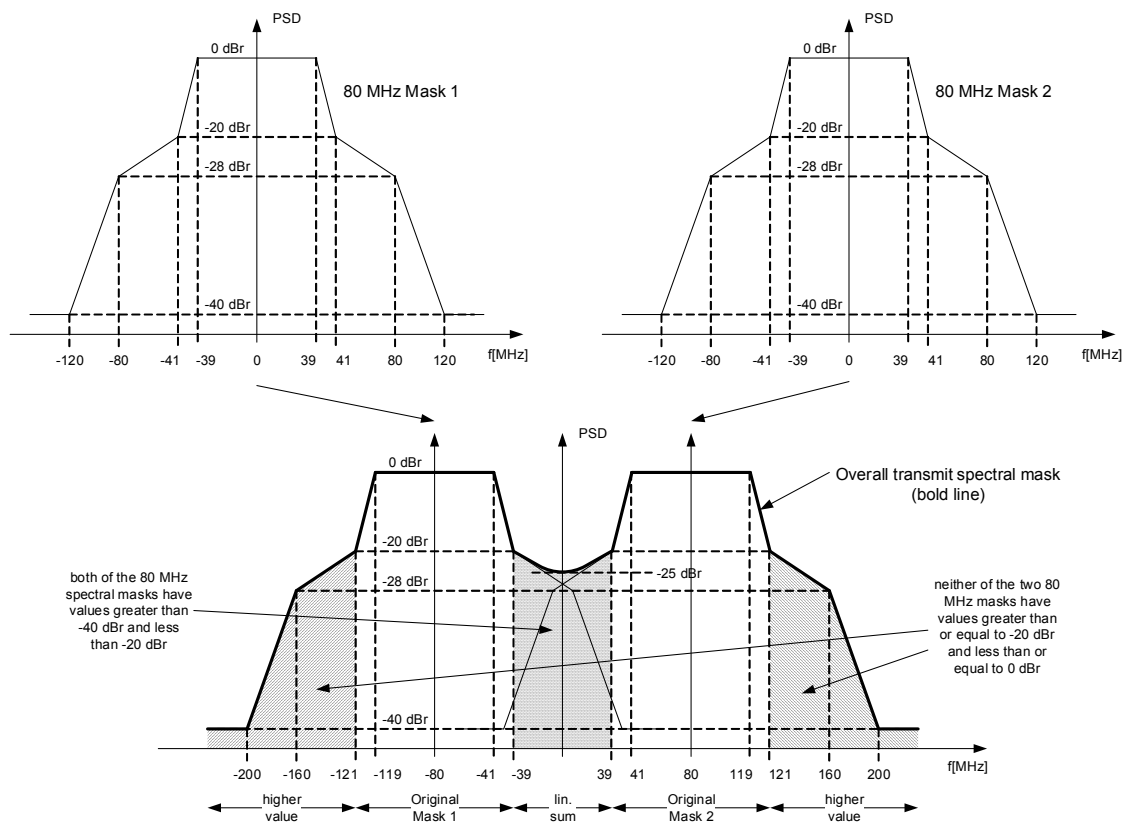 PSD
0 dBr
80 MHz Mask 1
-20 dBr
-28 dBr
-40 dBr
-120 -80 -41 -39 0 39 41 80 120 f[MHz]
PSD
0 dBr
80 MHz Mask 2
-20 dBr
-28 dBr
-40 dBr
-120 -80 -41 -39 0 39 41 80 120 f[MHz]
PSD
0 dBr
Overall transmit spectral mask
(bold line)
-20 dBr
-25 dBr
-28 dBr
both of the 80 MHz
spectral masks have
values greater than
-40 dBr and less
than -20 dBr
neither of the two 80
MHz masks have
values greater than
or equal to -20 dBr
and less than or
equal to 0 dBr
-40 dBr
-200 -160 -121 -119 -80 -41 -39 39 41 80 119 121 160 200 f[MHz]
higher
value
Original
Mask 1
lin.
sum
Original
Mask 2
higher
value